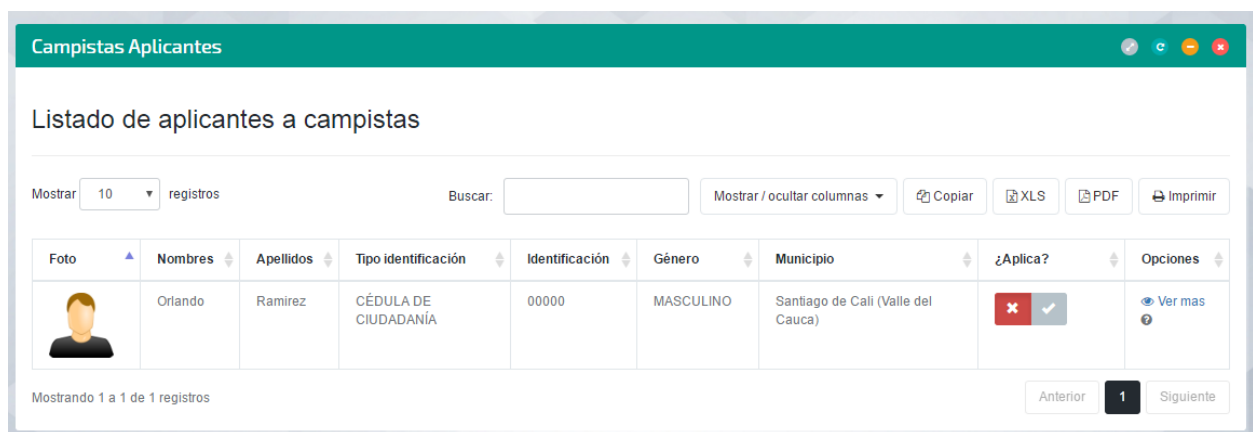 Campistas Aplicantes
Listado de aplicantes a campistas
Mostrar 10 registros Buscar: Mostrar / ocultar columnas Copiar XLS PDF Imprimir
Foto Nombres Apellidos Tipo identificación Identificación Género Municipio ¿Aplica? Opciones
Orlando Ramirez CÉDULA DE 00000 MASCULINO Santiago de Cali (Valle del Ver mas
CIUDADANÍA Cauca)
Mostrando 1 a 1 de 1 registros Anterior 1 Siguiente